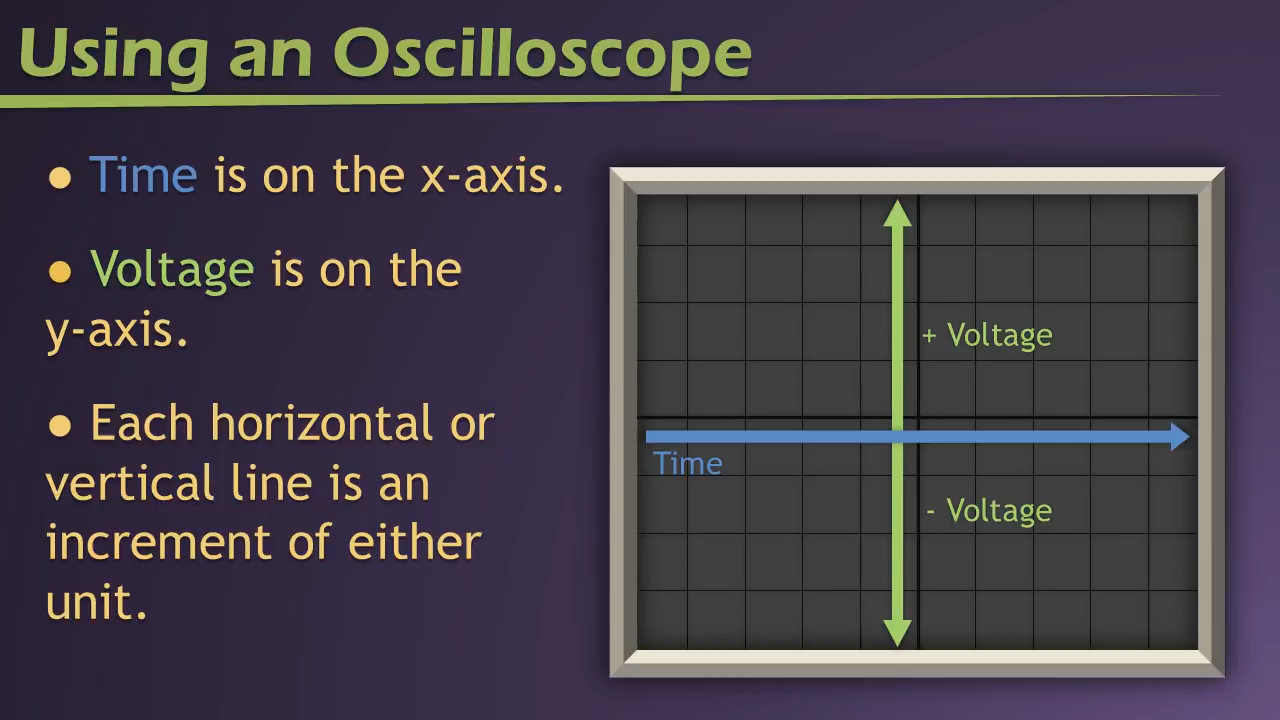 Using an Oscilloscope
● Time is on the x-axis.
● Voltage is on the
y-axis.
● Each horizontal or
vertical line is an
increment of either
unit.
+ Voltage
Time
- Voltage